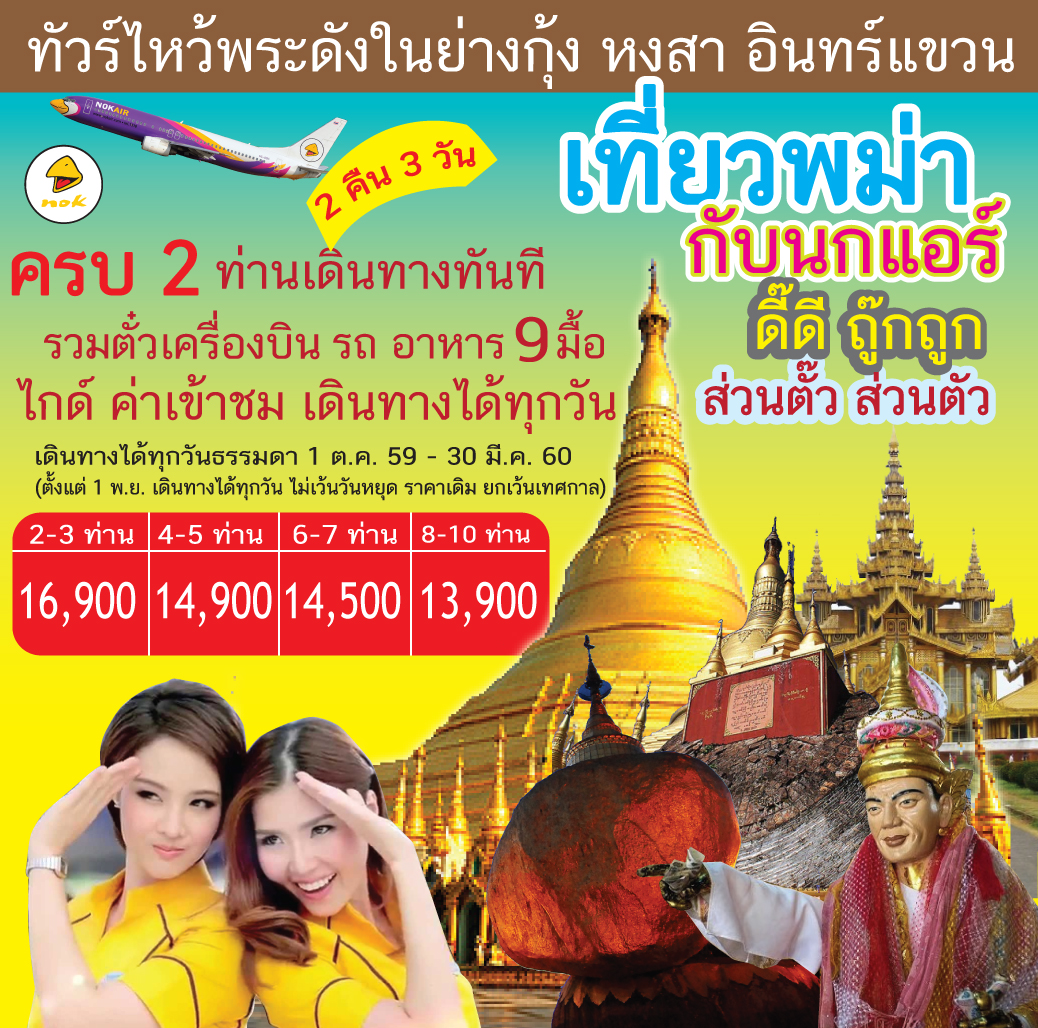 ทัวร์ไหว้พระดังในย่างกุ้ง หงสา อินทร์แขวน
NOKAIR
nok
2 คืน 3 วัน
เที่ยวพม่า
กับนกแอร์
ดี๊ดี ถู๊กถูก
ส่วนตั๊ว ส่วนตัว
ครบ 2 ท่านเดินทางทันที
รวมตั๋วเครื่องบิน รถ อาหาร 9 มื้อ
ไกด์ ค่าเข้าชม เดินทางได้ทุกวัน
เดินทางได้ทุกวันธรรมดา 1 ต.ค. 59 - 30 มี.ค. 60
(ตั้งแต่ 1 พ.ย. เดินทางได้ทุกวัน ไม่เว้นวันหยุด ราคาเดิม ยกเว้นเทศกาล)
2-3 ท่าน 4-5 ท่าน 6-7 ท่าน 8-10 ท่าน
16,900 14,900 14,500 13,900